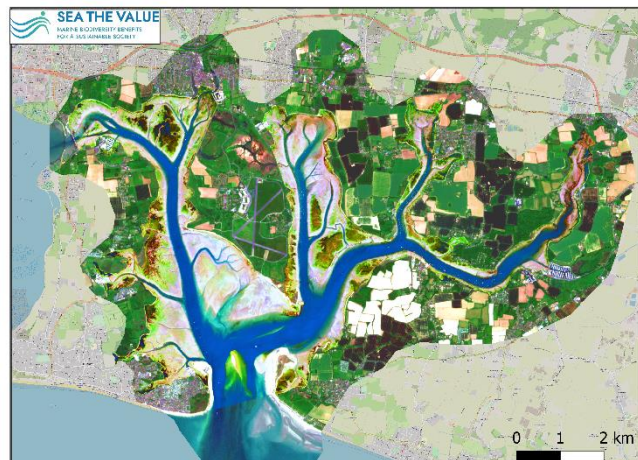 SEA THE VALUE
MARINE BIODIVERSITY BENEFITS
FOR A SUSTAINABLE SOCIETY
0 1 2 km